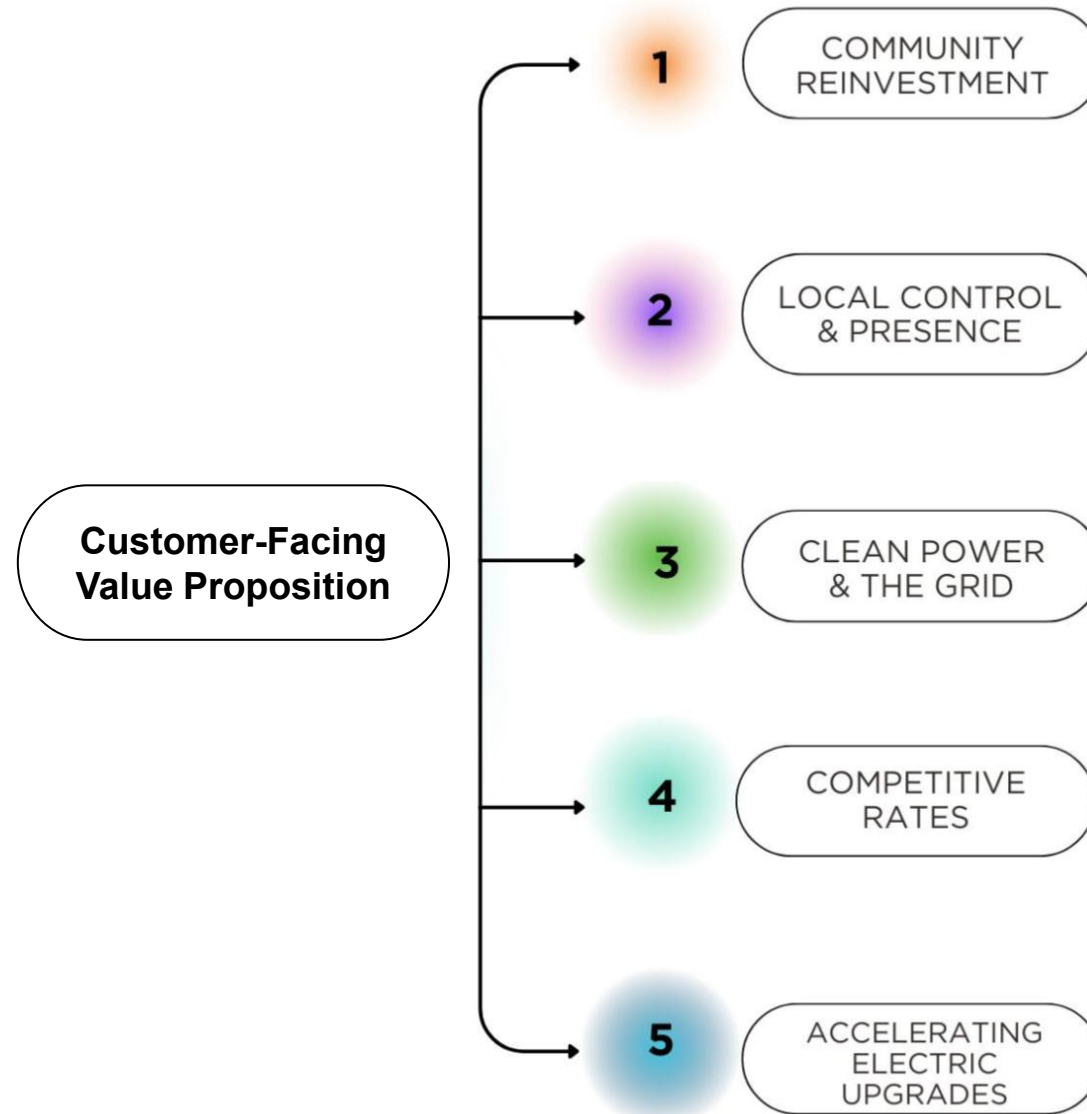 1
COMMUNITY
REINVESTMENT
2
LOCAL CONTROL
& PRESENCE
Customer-Facing
Value Proposition
3
CLEAN POWER
& THE GRID
4
COMPETITIVE
RATES
5
ACCELERATING
ELECTRIC
UPGRADES